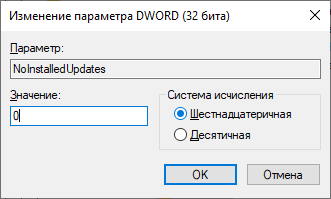 Изменение параметра DWORD (32 бита)
Параметр:
NoInstalledUpdates
Значение:
0
Система исчисления
Шестнадцатеричная
Десятичная
OK
Отмена